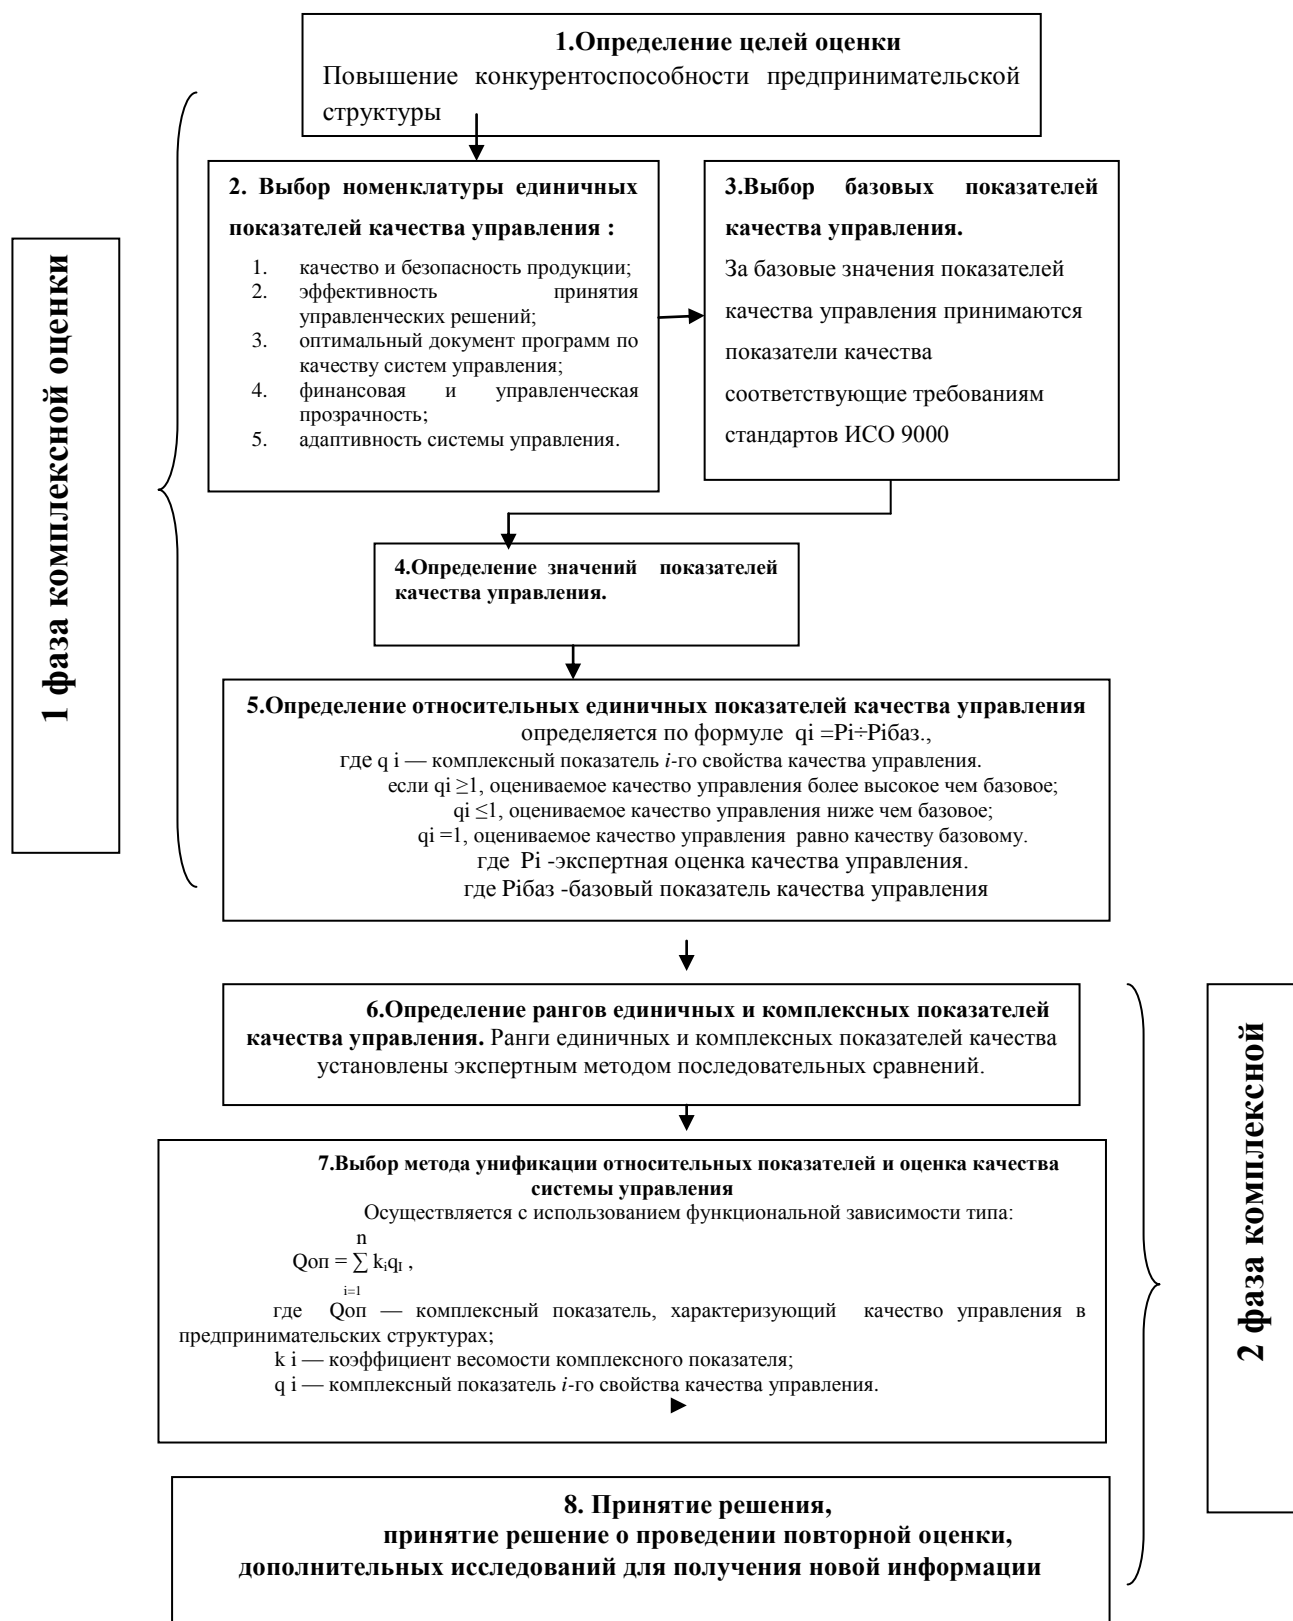 1.Определение целей оценки
Повышение конкурентоспособности предпринимательской
структуры
1 фаза комплексной оценки
2. Выбор номенклатуры единичных
показателей качества управления :
1. качество и безопасность продукции;
2. эффективность принятия
управленческих решений;
3. оптимальный документ программ по
качеству систем управления;
4. финансовая и управленческая
прозрачность;
5. адаптивность системы управления.
3.Выбор базовых показателей
качества управления.
За базовые значения показателей
качества управления принимаются
показатели качества
соответствующие требованиям
стандартов ИСО 9000
4.Определение значений показателей
качества управления.
5.Определение относительных единичных показателей качества управления
определяется по формуле qi =Pi÷Piбаз.,
где q i — комплексный показатель i-го свойства качества управления.
если qi ≥1, оцениваемое качество управления более высокое чем базовое;
qi ≤1, оцениваемое качество управления ниже чем базовое;
qi =1, оцениваемое качество управления равно качеству базовому.
где Pi -экспертная оценка качества управления.
где Piбаз -базовый показатель качества управления
2 фаза комплексной
6.Определение рангов единичных и комплексных показателей
качества управления. Ранги единичных и комплексных показателей качества
установлены экспертным методом последовательных сравнений.
7.Выбор метода унификации относительных показателей и оценка качества
системы управления
Осуществляется с использованием функциональной зависимости типа:
n
Qоп = ∑ kᵢqI ,
i=1
где Qоп — комплексный показатель, характеризующий качество управления в
предпринимательских структурах;
k i — коэффициент весомости комплексного показателя;
q i — комплексный показатель i-го свойства качества управления.
8. Принятие решения,
принятие решение о проведении повторной оценки,
дополнительных исследований для получения новой информации